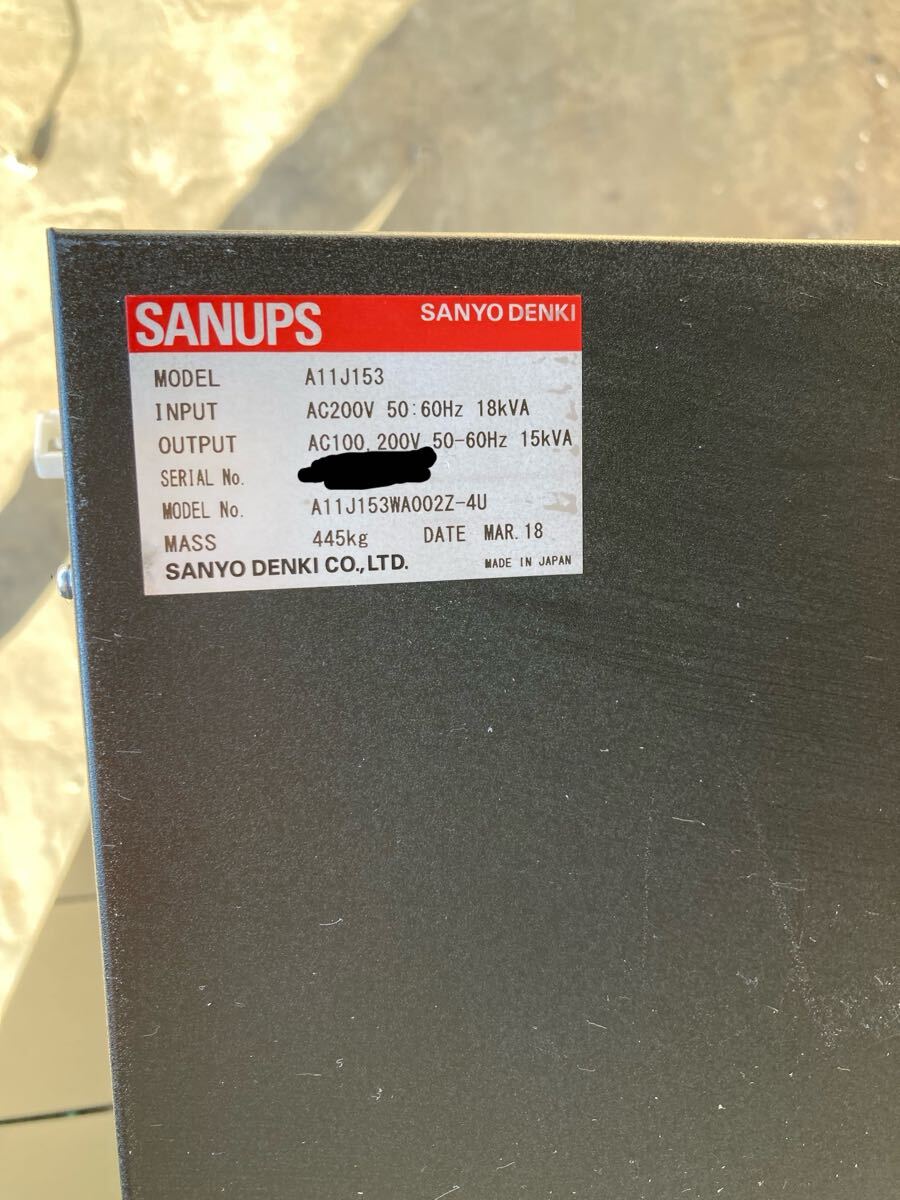 SANUPS SANYO DENKI
MODEL A11J153
INPUT AC200V 50:60Hz 18kVA
OUTPUT AC100,200V 50-60Hz 15kVA
SERIAL No.
MODEL No. A11J153WA002Z-4U
MASS 445kg DATE MAR.18
SANYO DENKI CO.,LTD. MADE IN JAPAN